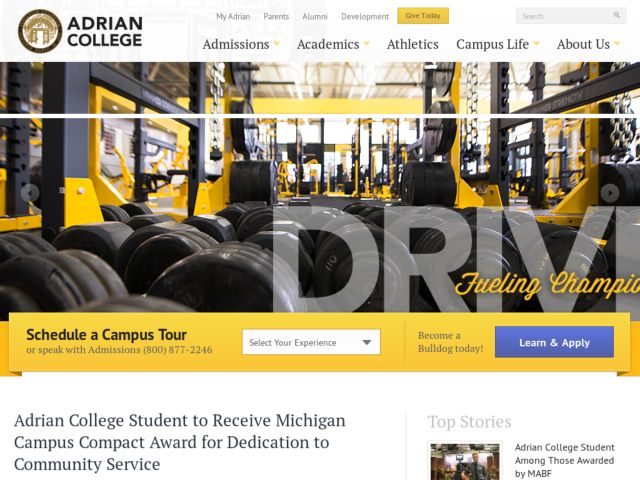 My Adrian Parents Alumni Development Give Today Search
ADRIAN
COLLEGE
Admissions Academics Athletics Campus Life About Us
HAMMER STRENGTH
DRIV
Fueling Champio
Schedule a Campus Tour
or speak with Admissions (800) 877-2246
Select Your Experience
Become a
Bulldog today!
Learn & Apply
Adrian College Student to Receive Michigan
Campus Compact Award for Dedication to
Community Service
Top Stories
Adrian College Student
Among Those Awarded
by MABF